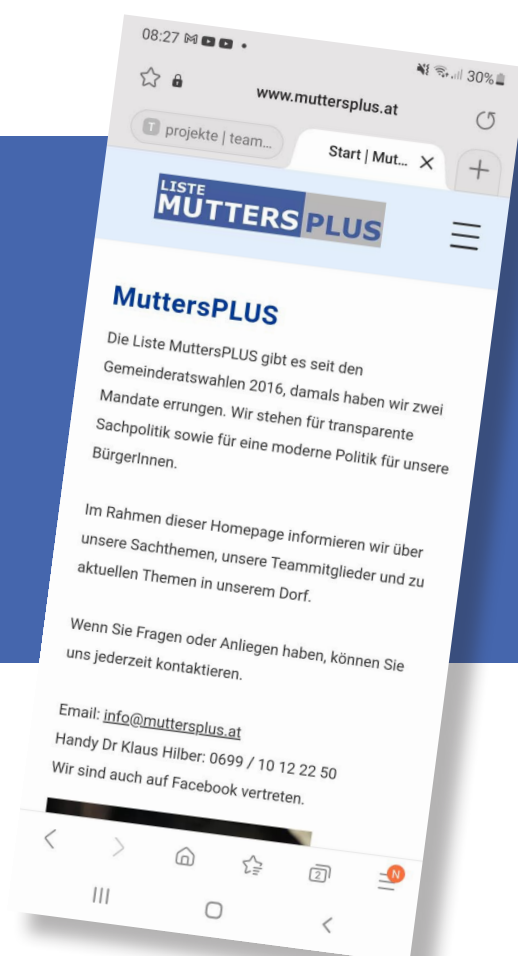 08:27
30%
www.muttersplus.at
T projekte | team...
Start | Mut...
LISTE
MUTTERS PLUS
MuttersPLUS
Die Liste MuttersPLUS gibt es seit den
Gemeinderatswahlen 2016, damals haben wir zwei
Mandate errungen. Wir stehen für transparente
Sachpolitik sowie für eine moderne Politik für unsere
BürgerInnen.
Im Rahmen dieser Homepage informieren wir über
unsere Sachthemen, unsere Teammitglieder und zu
aktuellen Themen in unserem Dorf.
Wenn Sie Fragen oder Anliegen haben, können Sie
uns jederzeit kontaktieren.
Email: info@muttersplus.at
Handy Dr Klaus Hilber: 0699 / 10 12 22 50
Wir sind auch auf Facebook vertreten.
2
N